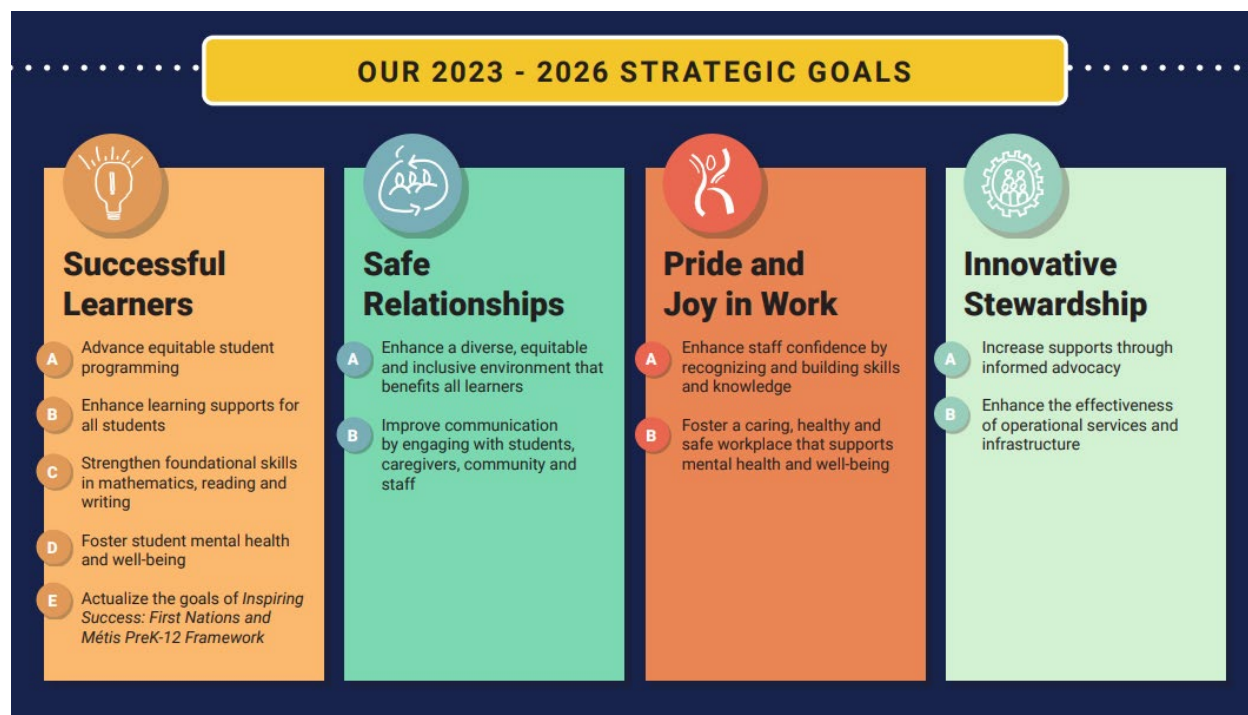 OUR 2023 - 2026 STRATEGIC GOALS
Successful
Learners
A
Advance equitable student
programming
B
Enhance learning supports for
all students
C
Strengthen foundational skills
in mathematics, reading and
writing
D
Foster student mental health
and well-being
E
Actualize the goals of Inspiring
Success: First Nations and
Métis PreK-12 Framework
Safe
Relationships
A
Enhance a diverse, equitable
and inclusive environment that
benefits all learners
B
Improve communication
by engaging with students,
caregivers, community and
staff
Pride and
Joy in Work
A
Enhance staff confidence by
recognizing and building skills
and knowledge
B
Foster a caring, healthy and
safe workplace that supports
mental health and well-being
Innovative
Stewardship
A
Increase supports through
informed advocacy
B
Enhance the effectiveness
of operational services and
infrastructure